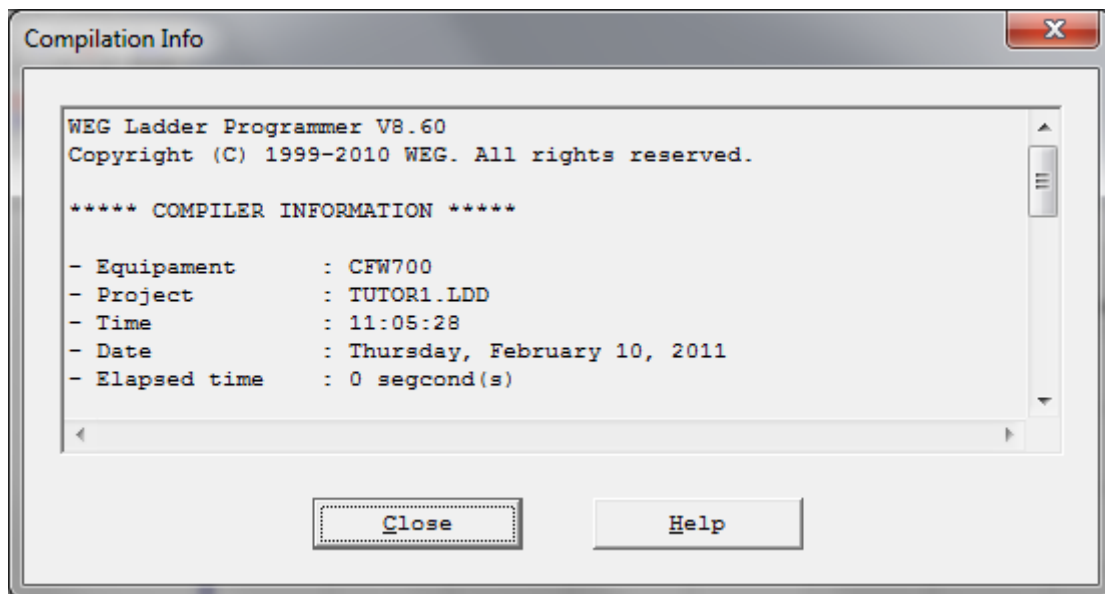 Compilation Info
WEG Ladder Programmer V8.60
Copyright (C) 1999-2010 WEG. All rights reserved.
***** COMPILER INFORMATION *****
- Equipament : CFW700
- Project : TUTOR1.LDD
- Time : 11:05:28
- Date : Thursday, February 10, 2011
- Elapsed time : 0 segcond(s)
Close Help